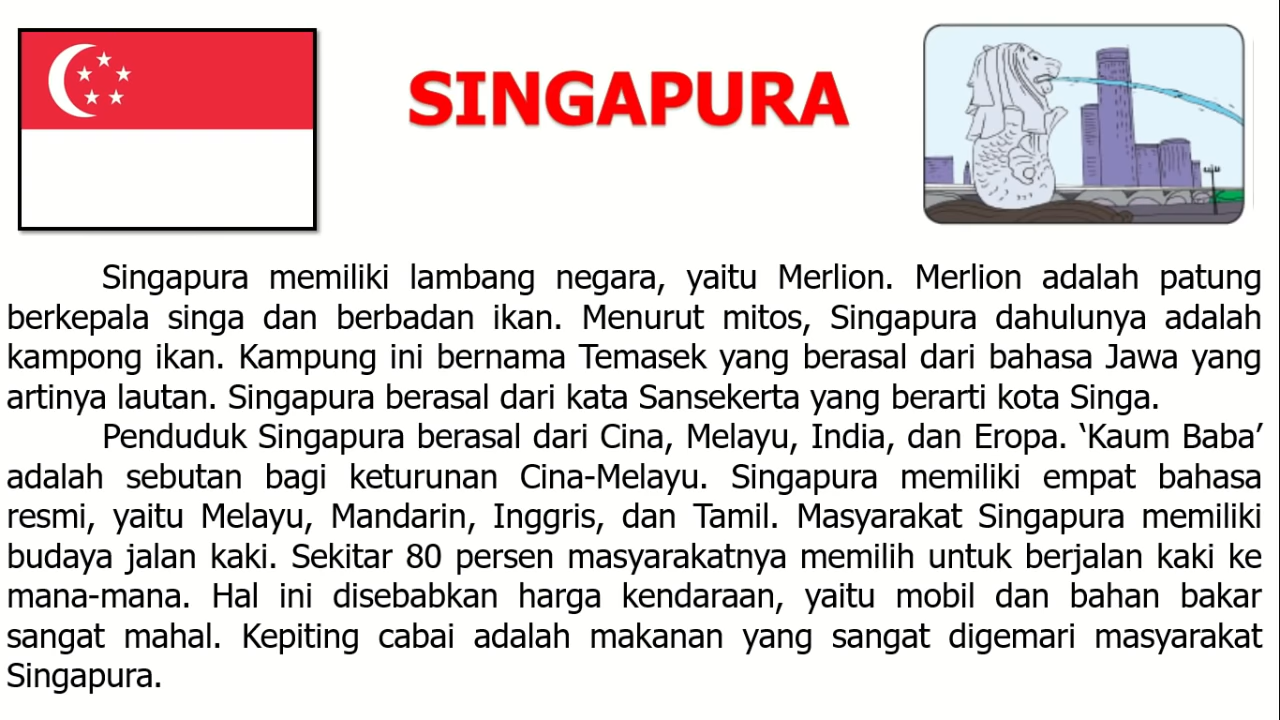 SINGAPURA
Singapura memiliki lambang negara, yaitu Merlion. Merlion adalah patung
berkepala singa dan berbadan ikan. Menurut mitos, Singapura dahulunya adalah
kampong ikan. Kampung ini bernama Temasek yang berasal dari bahasa Jawa yang
artinya lautan. Singapura berasal dari kata Sansekerta yang berarti kota Singa.
Penduduk Singapura berasal dari Cina, Melayu, India, dan Eropa. ‘Kaum Baba’
adalah sebutan bagi keturunan Cina-Melayu. Singapura memiliki empat bahasa
resmi, yaitu Melayu, Mandarin, Inggris, dan Tamil. Masyarakat Singapura memiliki
budaya jalan kaki. Sekitar 80 persen masyarakatnya memilih untuk berjalan kaki ke
mana-mana. Hal ini disebabkan harga kendaraan, yaitu mobil dan bahan bakar
sangat mahal. Kepiting cabai adalah makanan yang sangat digemari masyarakat
Singapura.